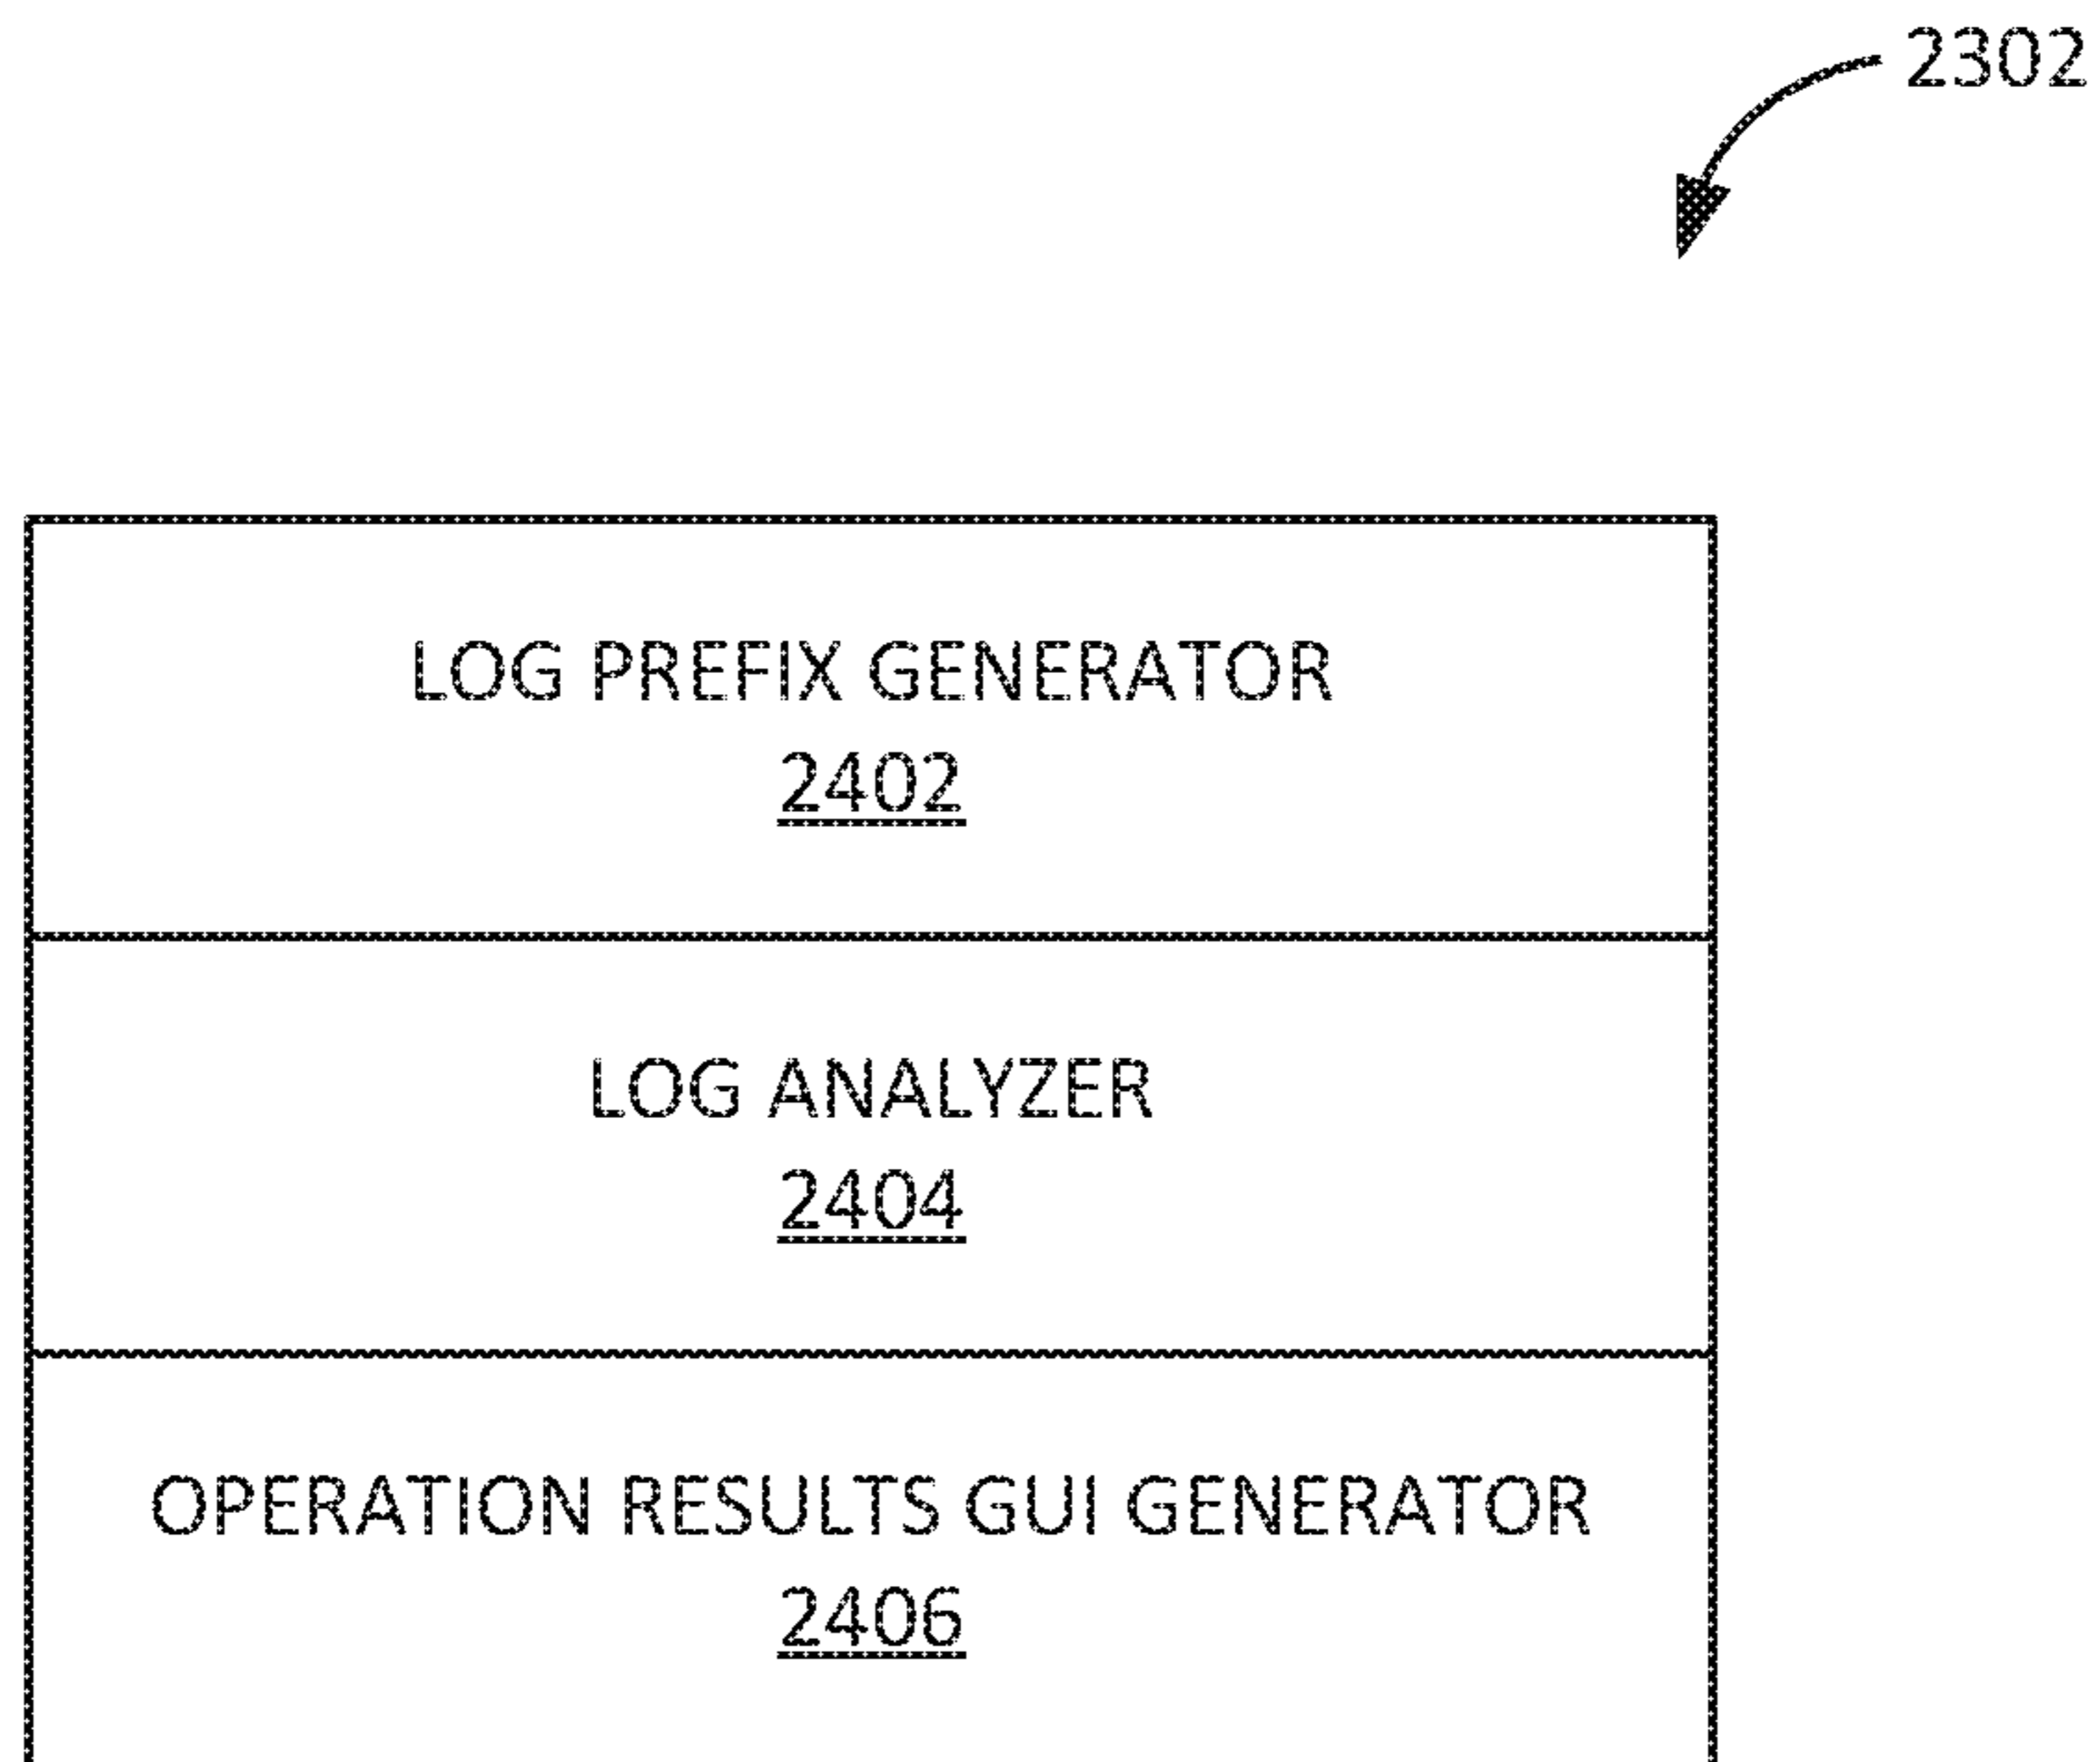 2302
LOG PREFIX GENERATOR
2402
LOG ANALYZER
2404
OPERATION RESULTS GUI GENERATOR
2406